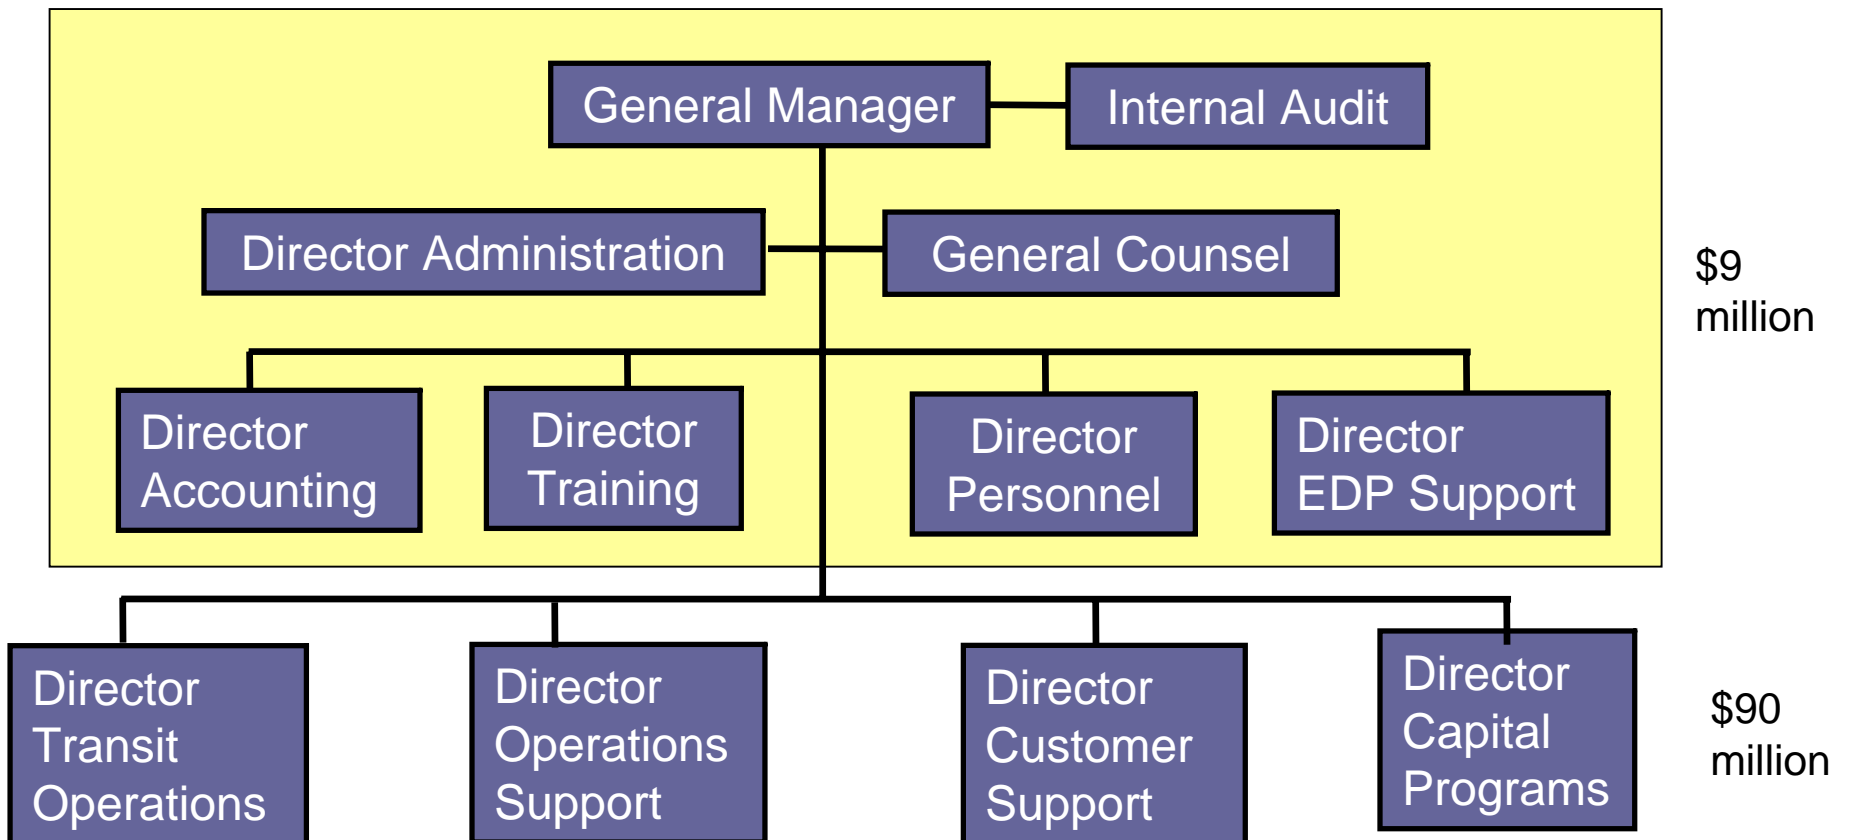 General Manager
Internal Audit
Director Administration
General Counsel
$9
million
Director
Accounting
Director
Training
Director
Personnel
Director
EDP Support
Director
Transit
Operations
Director
Operations
Support
Director
Customer
Support
Director
Capital
Programs
$90
million